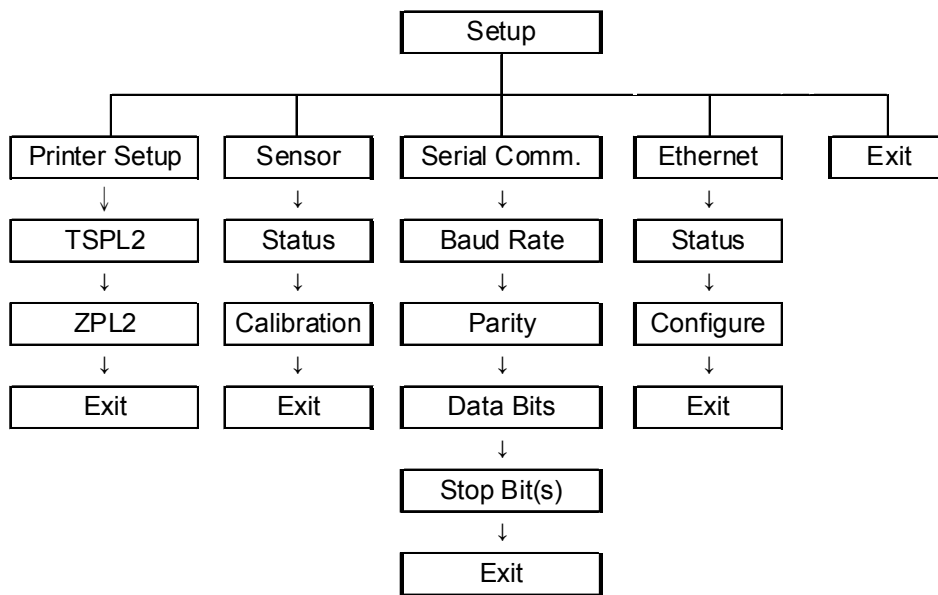 Setup
Printer Setup
Sensor
Serial Comm.
Ethernet
Exit
TSPL2
Status
Baud Rate
Status
ZPL2
Calibration
Parity
Configure
Exit
Exit
Data Bits
Exit
Stop Bit(s)
Exit